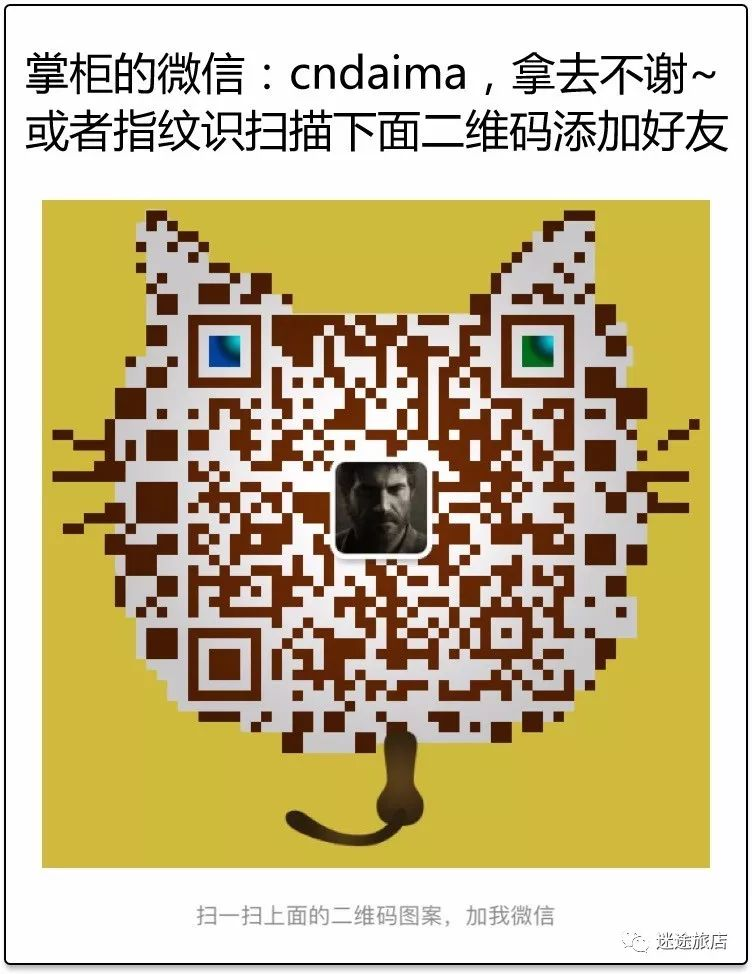 掌柜的微信：cndaima，拿去不谢~
或者指纹识扫描下面二维码添加好友
扫一扫上面的二维码图案，加我微信
迷途旅店